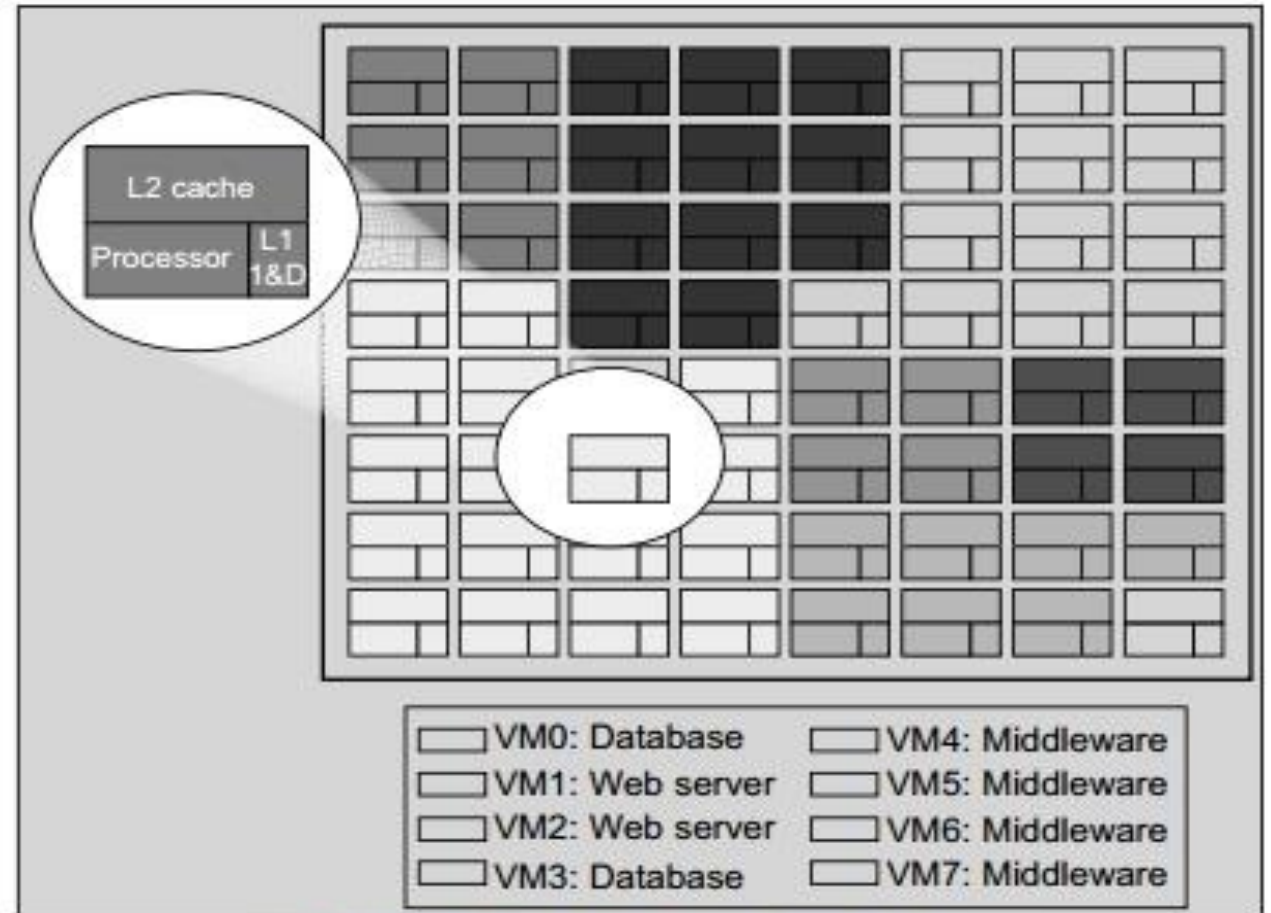 L2 cache
Processor
L1
1&D
VM0: Database
VM1: Web server
VM2: Web server
VM3: Database
VM4: Middleware
VM5: Middleware
VM6: Middleware
VM7: Middleware